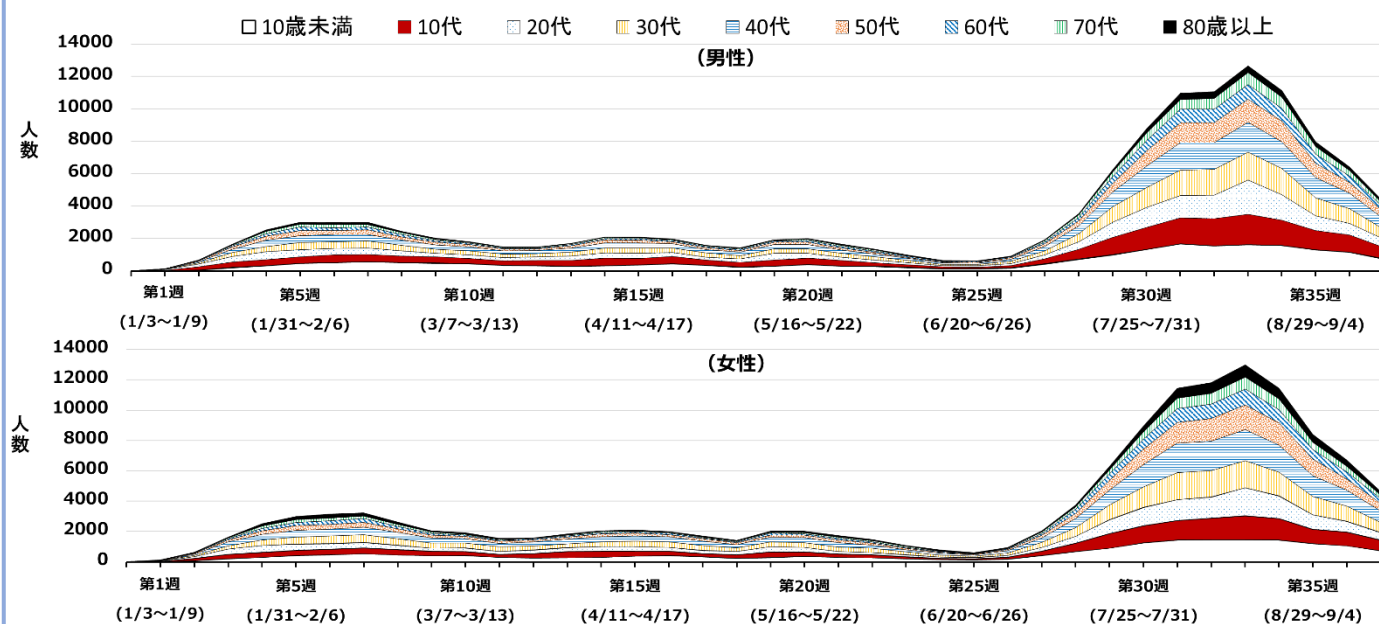 □10歳未満 ■10代 20代 30代 40代 50代 60代 70代 ■80歳以上
(男性)
14000
12000
10000
8000
6000
4000
2000
0
人数
第1週 第5週 第10週 第15週 第20週 第25週 第30週 第35週
(1/3~1/9) (1/31~2/6) (3/7~3/13) (4/11~4/17) (5/16~5/22) (6/20~6/26) (7/25~7/31) (8/29~9/4)
(女性)
14000
12000
10000
8000
6000
4000
2000
0
人数
第1週 第5週 第10週 第15週 第20週 第25週 第30週 第35週
(1/3~1/9) (1/31~2/6) (3/7~3/13) (4/11~4/17) (5/16~5/22) (6/20~6/26) (7/25~7/31) (8/29~9/4)